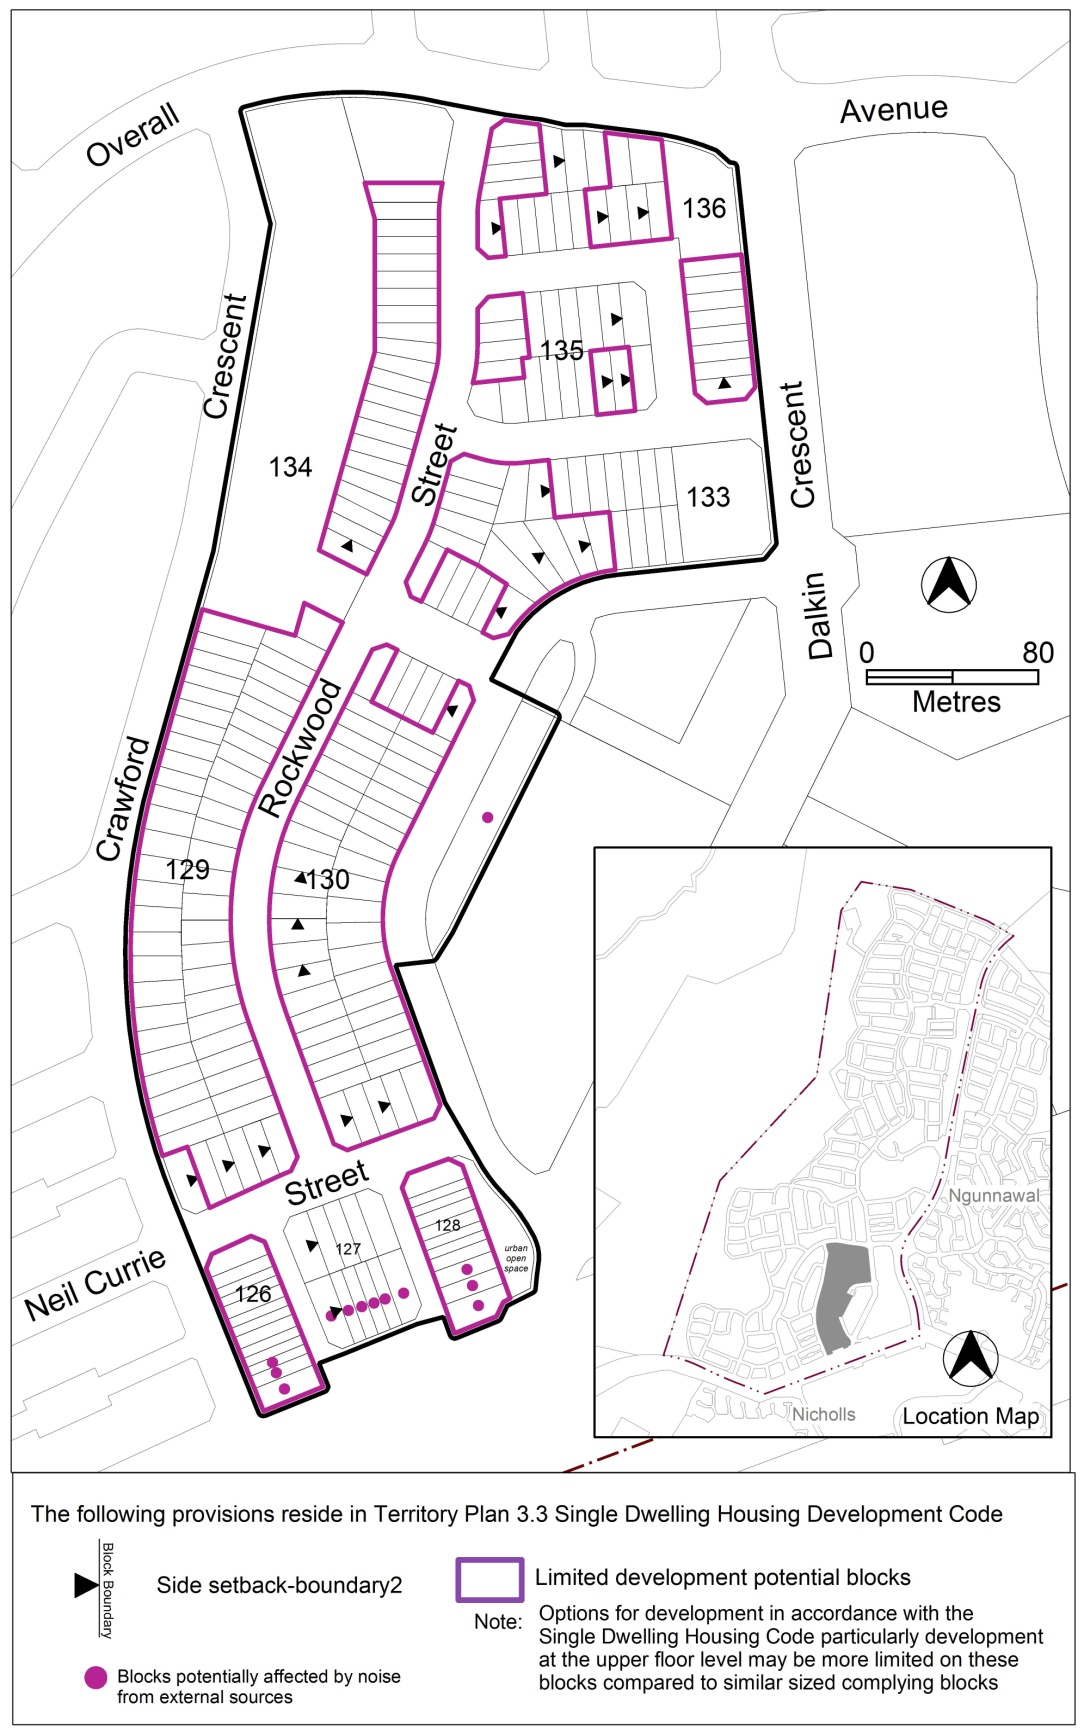 Overall
Avenue
136
Crescent
135
134
Street
133
Crescent
Dalkin
0 80
Metres
Rockwood
Crawford
129
130
Street
128
127
urban
open
space
126
Neil Currie
Ngunnawal
Nicholls
Location Map
The following provisions reside in Territory Plan 3.3 Single Dwelling Housing Development Code
Block Boundary
Side setback-boundary2
Limited development potential blocks
Note: Options for development in accordance with the
Single Dwelling Housing Code particularly development
at the upper floor level may be more limited on these
blocks compared to similar sized complying blocks
Blocks potentially affected by noise
from external sources